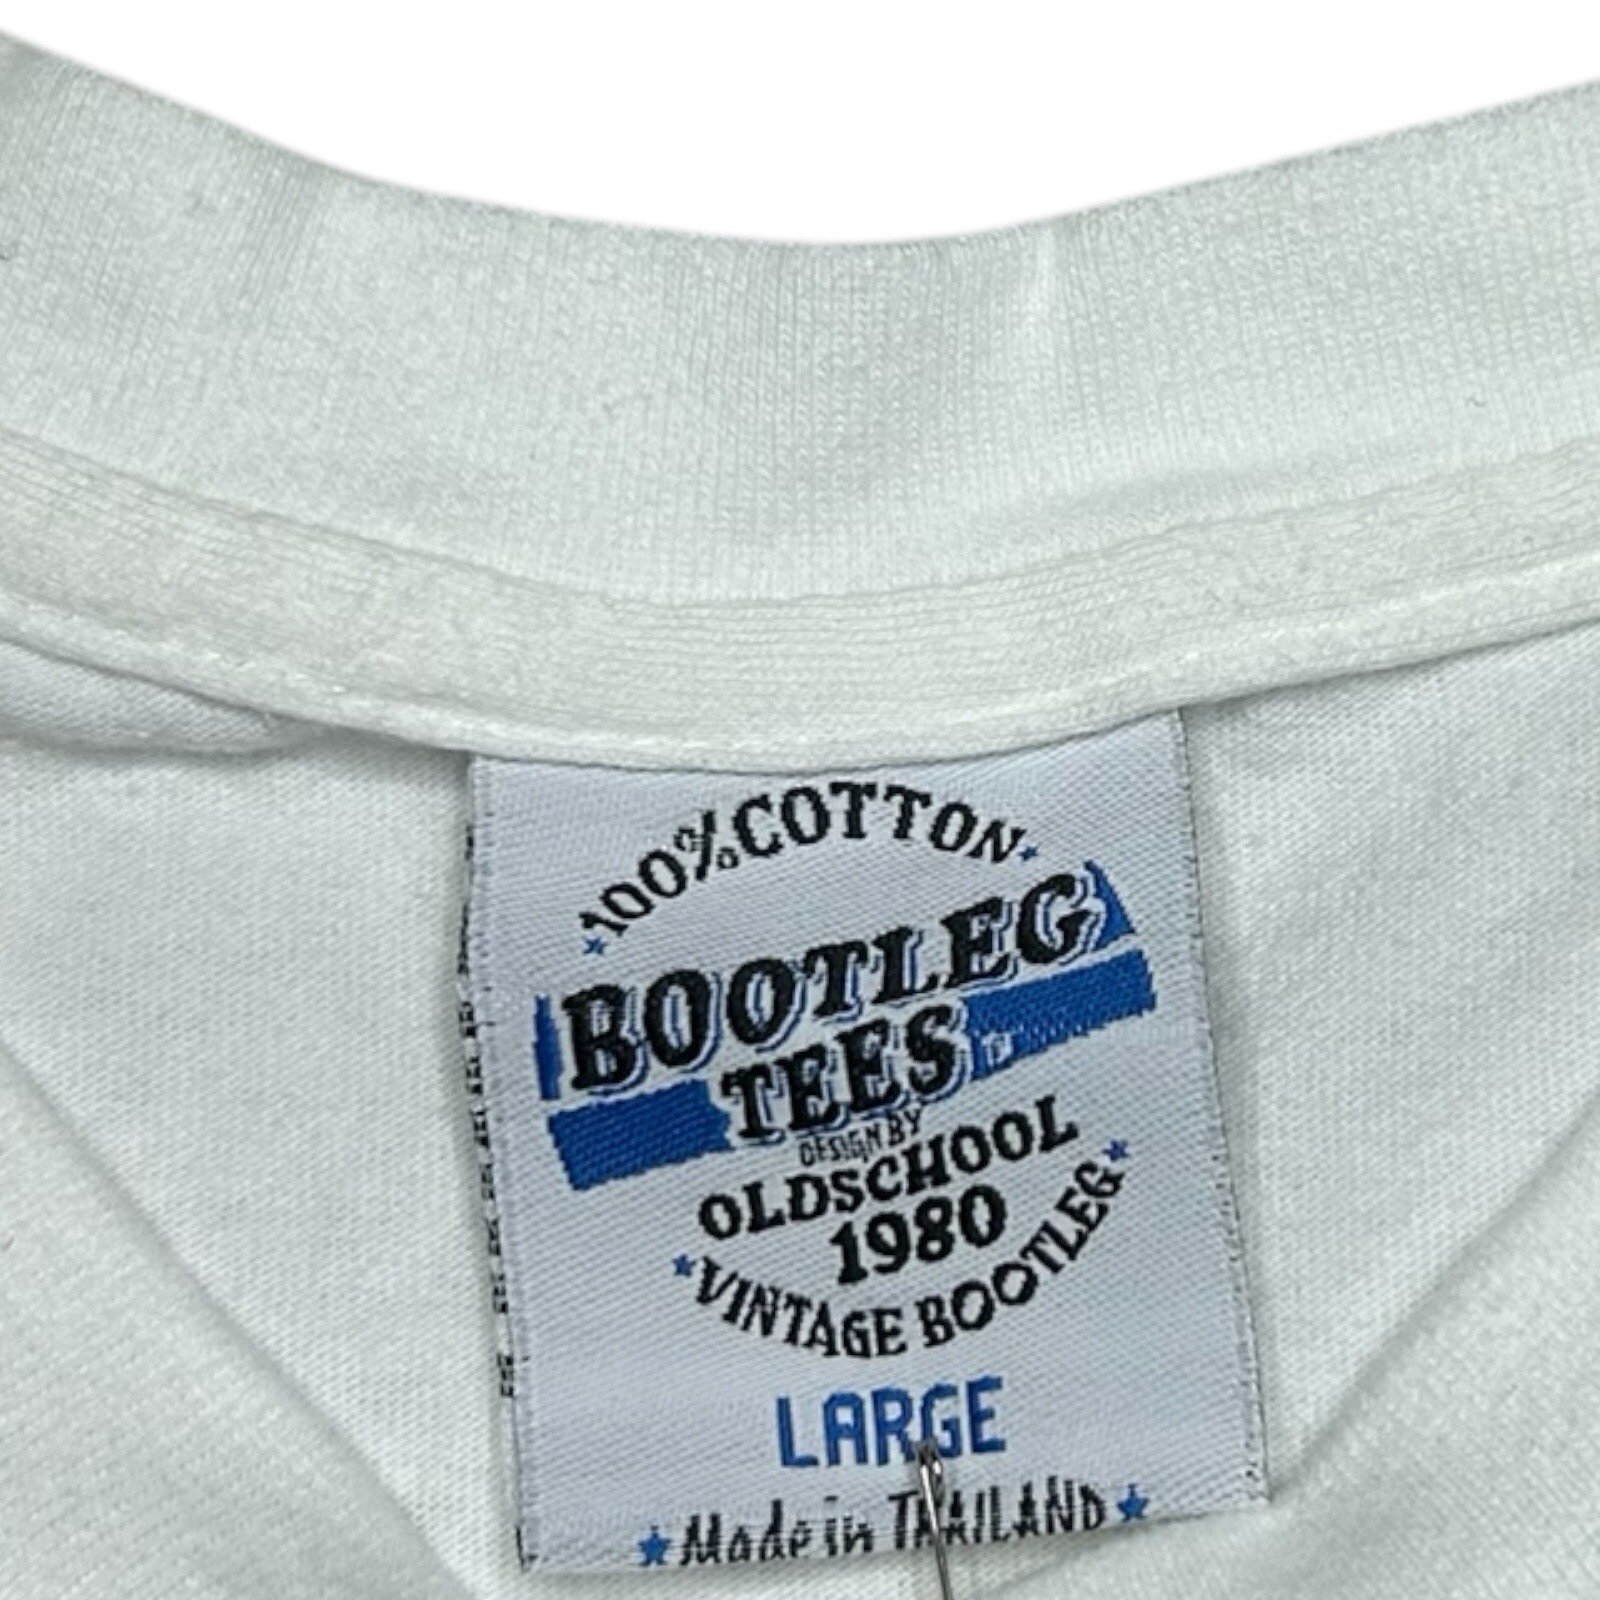 100% COTTON
BOOTLEG
TEES
DESIGN BY
OLDSCHOOL
1980
VINTAGE BOOTLEG
LARGE
Made in THAILAND